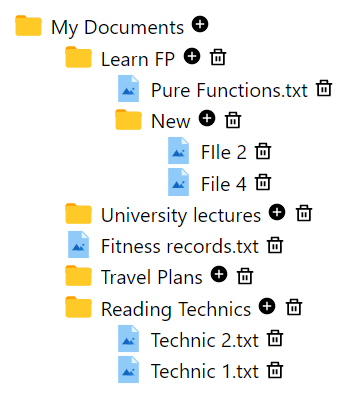 My Documents
Learn FP
Pure Functions.txt
New
FIle 2
File 4
University lectures
Fitness records.txt
Travel Plans
Reading Technics
Technic 2.txt
Technic 1.txt